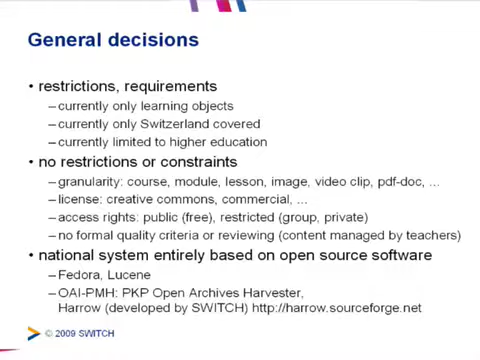 General decisions
• restrictions, requirements
– currently only learning objects
– currently only Switzerland covered
– currently limited to higher education
• no restrictions or constraints
– granularity: course, module, lesson, image, video clip, pdf-doc, ...
– license: creative commons, commercial, ...
– access rights: public (free), restricted (group, private)
– no formal quality criteria or reviewing (content managed by teachers)
• national system entirely based on open source software
– Fedora, Lucene
– OAI-PMH: PKP Open Archives Harvester,
Harrow (developed by SWITCH) http://harrow.sourceforge.net
© 2009 SWITCH